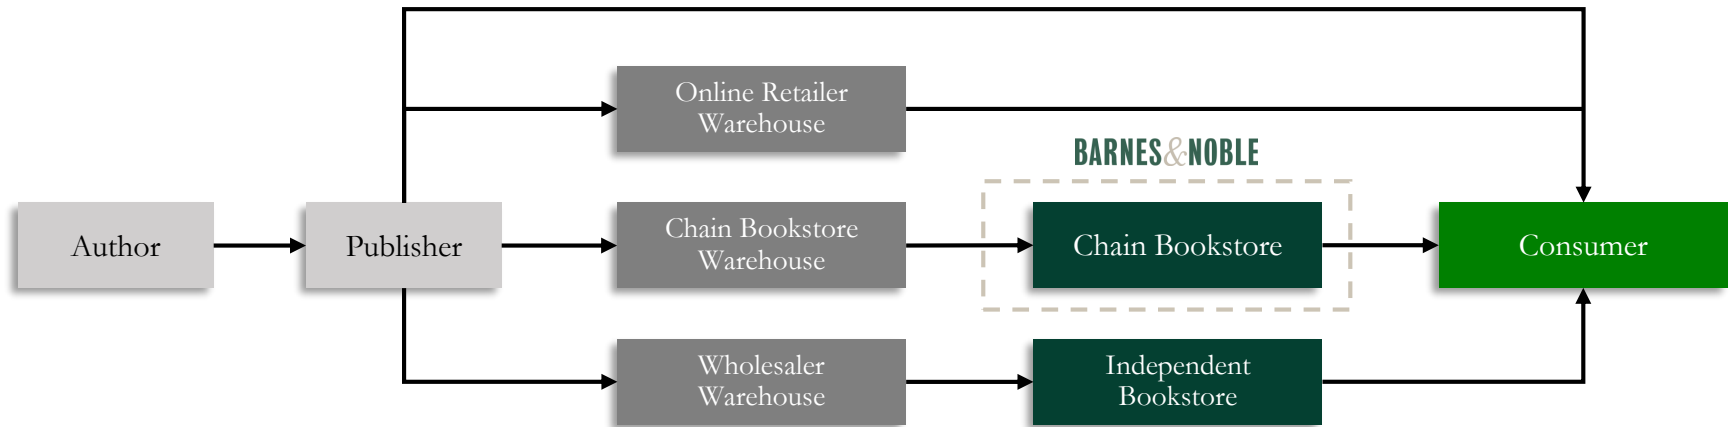 Online Retailer
Warehouse
BARNES&NOBLE
Author
Publisher
Chain Bookstore
Warehouse
Chain Bookstore
Consumer
Wholesaler
Warehouse
Independent
Bookstore